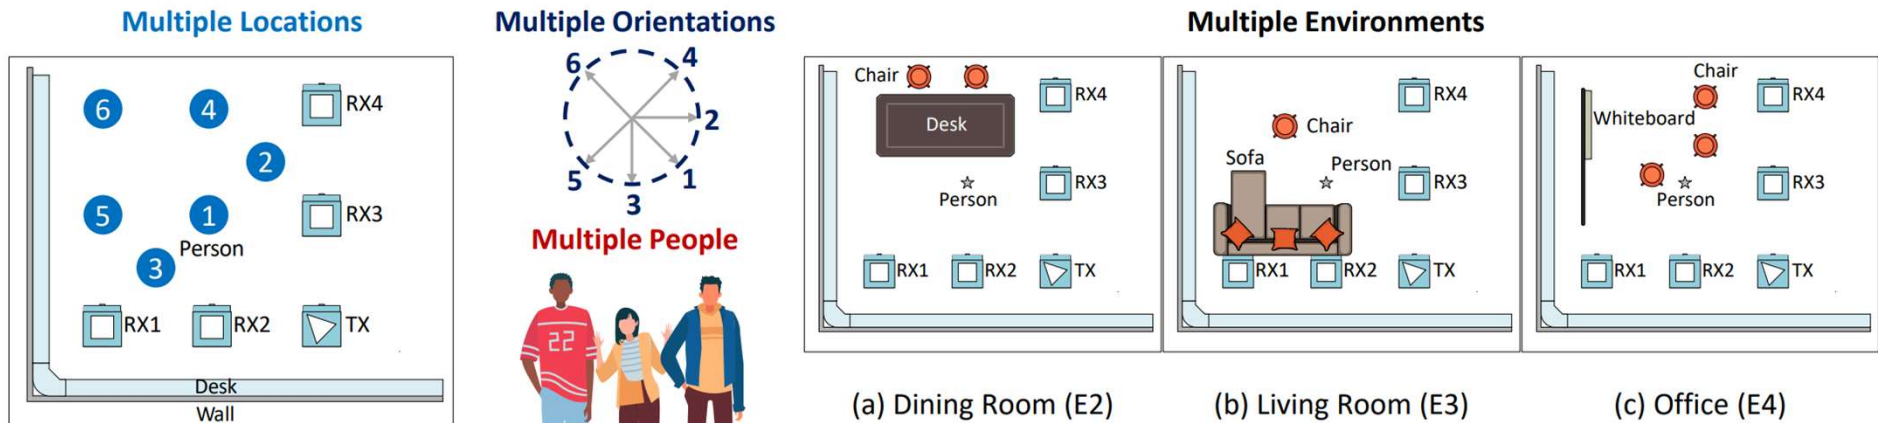 Multiple Locations
6
4
RX4
2
5
1
RX3
Person
3
RX1
RX2
TX
Desk
Wall
Multiple Orientations
6
4
2
5
1
3
Multiple People
22
Multiple Environments
Chair
RX4
Desk
RX3
Person
RX1
RX2
TX
(a) Dining Room (E2)
RX4
Chair
Sofa
Person
RX3
RX1
RX2
TX
(b) Living Room (E3)
Chair
RX4
Whiteboard
RX3
Person
RX1
RX2
TX
(c) Office (E4)